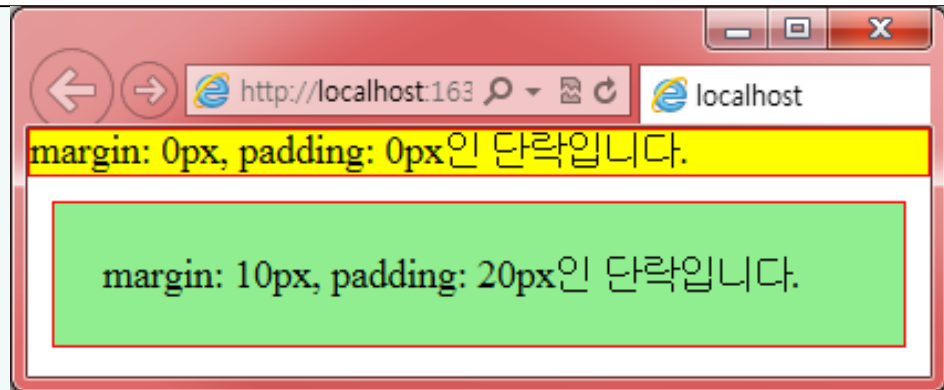 http://localhost:163
localhost
margin: 0px, padding: 0px인 단락입니다.
margin: 10px, padding: 20px인 단락입니다.